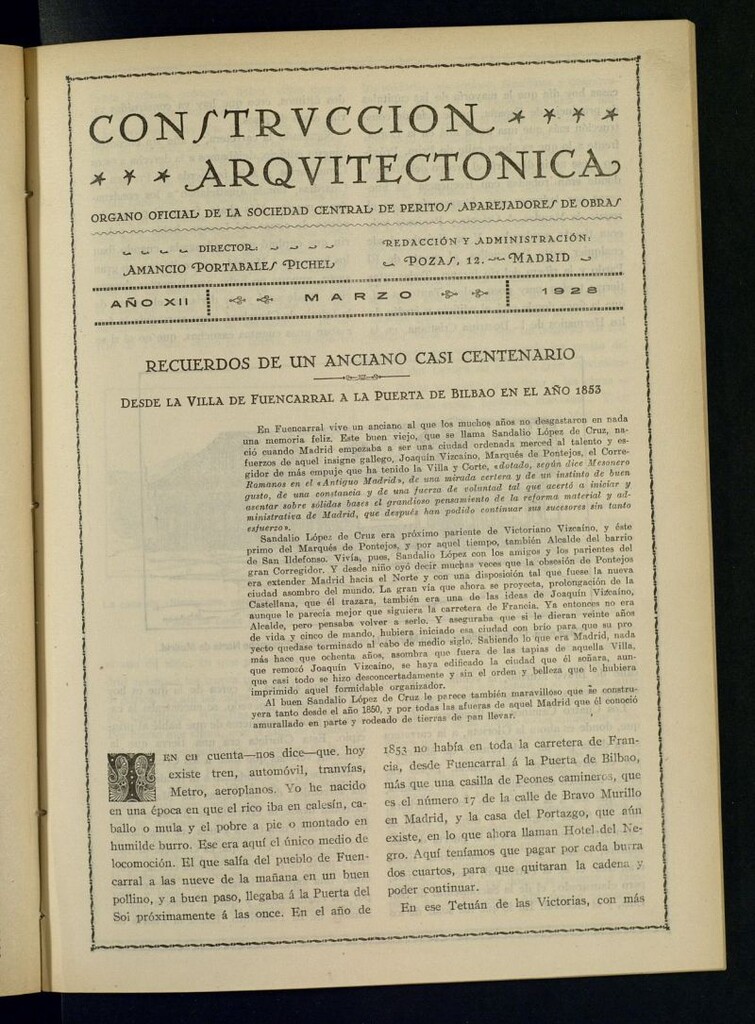 CONSTRVCCION
ARQVITECTONICA
ORGANO OFICIAL DE LA SOCIEDAD CENTRAL DE PERITOS APAREJADORES DE OBRAS
DIRECTOR:
AMANCIO PORTABALES PICHEL
REDACCIÓN Y ADMINISTRACIÓN:
POZAS, 12. MADRID
AÑO XII MARZO 1928
RECUERDOS DE UN ANCIANO CASI CENTENARIO
DESDE LA VILLA DE FUENCARRAL A LA PUERTA DE BILBAO EN EL AÑO 1853
En Fuencarral vive un anciano al que los muchos años no desgastaron en nada
una memoria feliz. Este buen viejo, que se llama Sandalio López de Cruz, na-
ció cuando Madrid empezaba a ser una ciudad ordenada merced al talento y es-
fuerzos de aquel insigne gallego, Joaquín Vizcaíno, Marqués de Pontejos, el Corre-
gidor de más empuje que ha tenido la Villa y Corte, «dotado, según dice Mesonero
Romanos en el «Antiguo Madrid», de una mirada certera y de un instinto de buen
gusto, de una constancia y de una fuerza de voluntad tal que acertó a iniciar y
asentar sobre sólidas bases el grandioso pensamiento de la reforma material y ad-
ministrativa de Madrid, que después han podido continuar sus sucesores sin tanto
esfuerzo».
Sandalio López de Cruz era próximo pariente de Victoriano Vizcaíno, y éste
primo del Marqués de Pontejos, y por aquel tiempo, también Alcalde del barrio
de San Ildefonso. Vivía, pues, Sandalio López con los amigos y los parientes del
gran Corregidor. Y desde niño oyó decir muchas veces que la obsesión de Pontejos
era extender Madrid hacia el Norte y con una disposición tal que fuese la nueva
ciudad asombro del mundo. La gran vía que ahora se proyecta, prolongación de la
Castellana, que él trazara, también era una de las ideas de Joaquín Vizcaíno,
aunque le parecía mejor que siguiera la carretera de Francia. Ya entonces no era
Alcalde, pero pensaba volver a serlo. Y aseguraba que si le dieran veinte años
de vida y cinco de mando, hubiera iniciado esa ciudad con brío para que su pro
yecto quedase terminado al cabo de medio siglo. Sabiendo lo que era Madrid, nada
más hace que ochenta años, asombra que fuera de las tapias de aquella Villa,
que remozó Joaquín Vizcaíno, se haya edificado la ciudad que él soñara, aun-
que casi todo se hizo desconcertadamente y sin el orden y belleza que le hubiera
imprimido aquel formidable organizador.
Al buen Sandalio López de Cruz le parece también maravilloso que se constru-
yera tanto desde el año 1850, y por todas las afueras de aquel Madrid que él conoció
amurallado en parte y rodeado de tierras de pan llevar.
TEN en cuenta—nos dice—que, hoy
existe tren, automóvil, tranvías,
Metro, aeroplanos. Yo he nacido
en una época en que el rico iba en calesín, ca-
ballo o mula y el pobre a pie o montado en
humilde burro. Ese era aquí el único medio de
locomoción. El que salía del pueblo de Fuen-
carral a las nueve de la mañana en un buen
pollino, y a buen paso, llegaba á la Puerta del
Sol próximamente á las once. En el año de
1853 no había en toda la carretera de Fran-
cia, desde Fuencarral á la Puerta de Bilbao,
más que una casilla de Peones camineros, que
es el número 17 de la calle de Bravo Murillo
en Madrid, y la casa del Portazgo, que aún
existe, en lo que ahora llaman Hotel del Ne-
gro. Aquí teníamos que pagar por cada burra
dos cuartos, para que quitaran la cadena y
poder continuar.
En ese Tetuán de las Victorias, con más